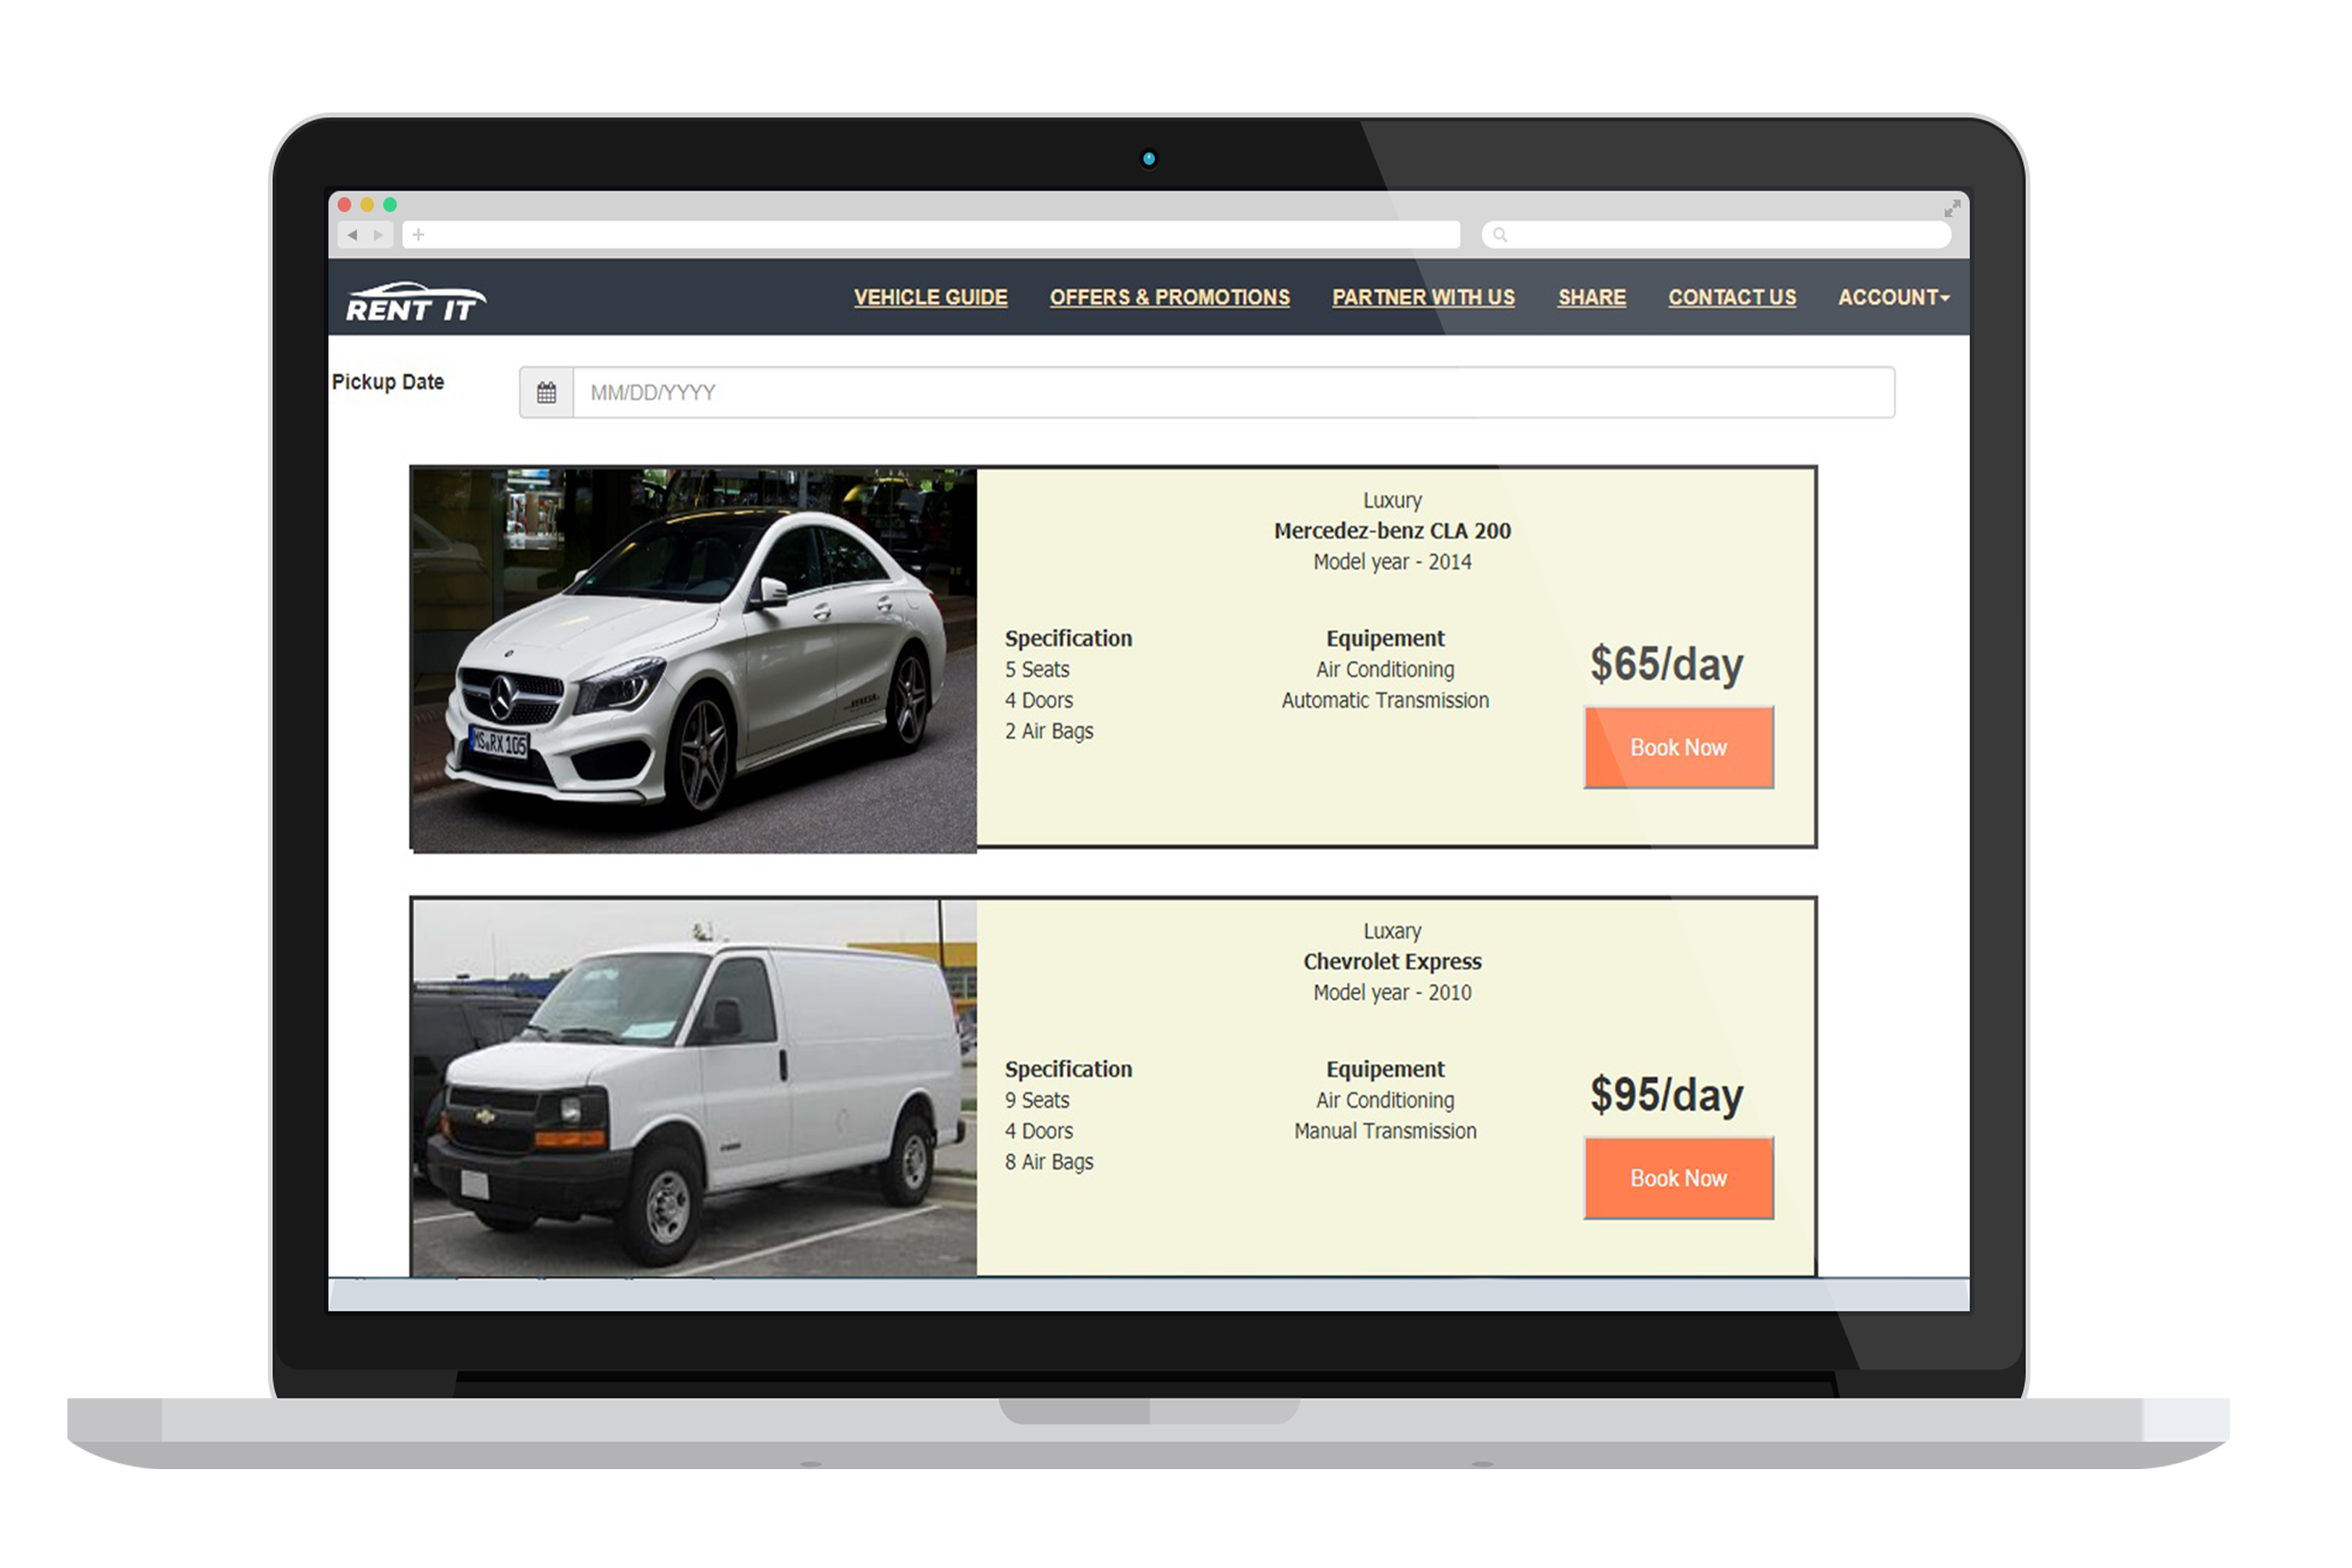 RENT IT
VEHICLE GUIDE OFFERS & PROMOTIONS PARTNER WITH US SHARE CONTACT US ACCOUNT
Pickup Date
MM/DD/YYYY
Luxury
Mercedez-benz CLA 200
Model year - 2014
Specification Equipement
5 Seats Air Conditioning
4 Doors Automatic Transmission
2 Air Bags
$65/day
Book Now
RX 105
Luxary
Chevrolet Express
Model year - 2010
Specification Equipement
9 Seats Air Conditioning
4 Doors Manual Transmission
8 Air Bags
$95/day
Book Now